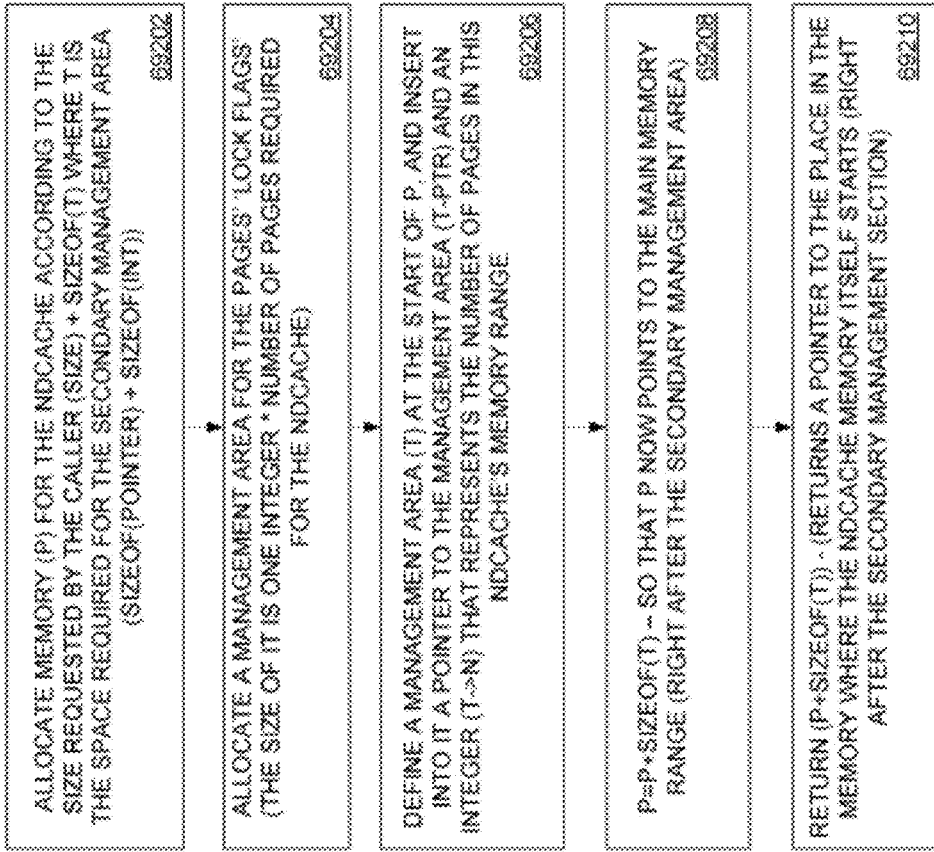 ALLOCATE MEMORY (P) FOR THE NDCACHE ACCORDING TO THE
SIZE REQUESTED BY THE CALLER (SIZE) + SIZEOF(T) WHERE T IS
THE SPACE REQUIRED FOR THE SECONDARY MANAGEMENT AREA
(SIZEOF(POINTER) + SIZEOF(INT))
69202
ALLOCATE A MANAGEMENT AREA FOR THE PAGES' LOCK FLAGS'
(THE SIZE OF IT IS ONE INTEGER * NUMBER OF PAGES REQUIRED
FOR THE NDCACHE)
69204
DEFINE A MANAGEMENT AREA (T) AT THE START OF P, AND INSERT
INTO IT A POINTER TO THE MANAGEMENT AREA (T-PTR) AND AN
INTEGER (T->N) THAT REPRESENTS THE NUMBER OF PAGES IN THIS
NDCACHE'S MEMORY RANGE
69206
P=P+SIZEOF(T) – SO THAT P NOW POINTS TO THE MAIN MEMORY
RANGE (RIGHT AFTER THE SECONDARY MANAGEMENT AREA)
69208
RETURN (P+SIZEOF(T)) - (RETURNS A POINTER TO THE PLACE IN THE
MEMORY WHERE THE NDCACHE MEMORY ITSELF STARTS (RIGHT
AFTER THE SECONDARY MANAGEMENT SECTION)
69210